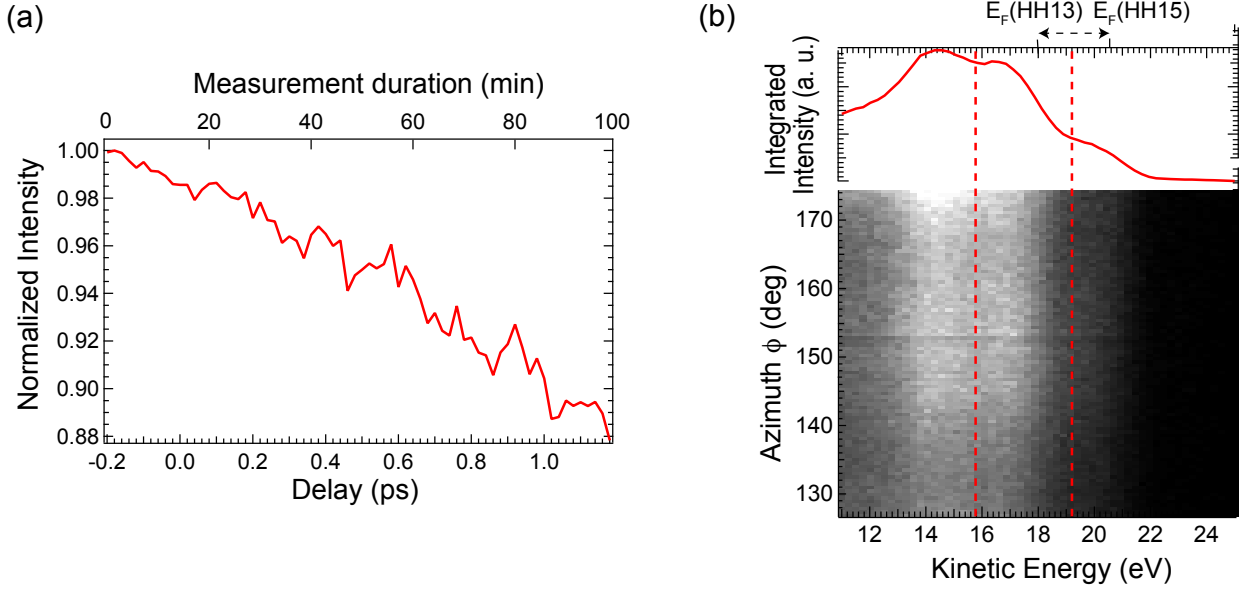 (a)
Measurement duration (min)
0 20 40 60 80 100
Normalized Intensity
1.00
0.98
0.96
0.94
0.92
0.90
0.88
-0.2 0.0 0.2 0.4 0.6 0.8 1.0
Delay (ps)
(b)
E_F(HH13) E_F(HH15)
Integrated
Intensity (a. u.)
Azimuth ϕ (deg)
170
160
150
140
130
12 14 16 18 20 22 24
Kinetic Energy (eV)